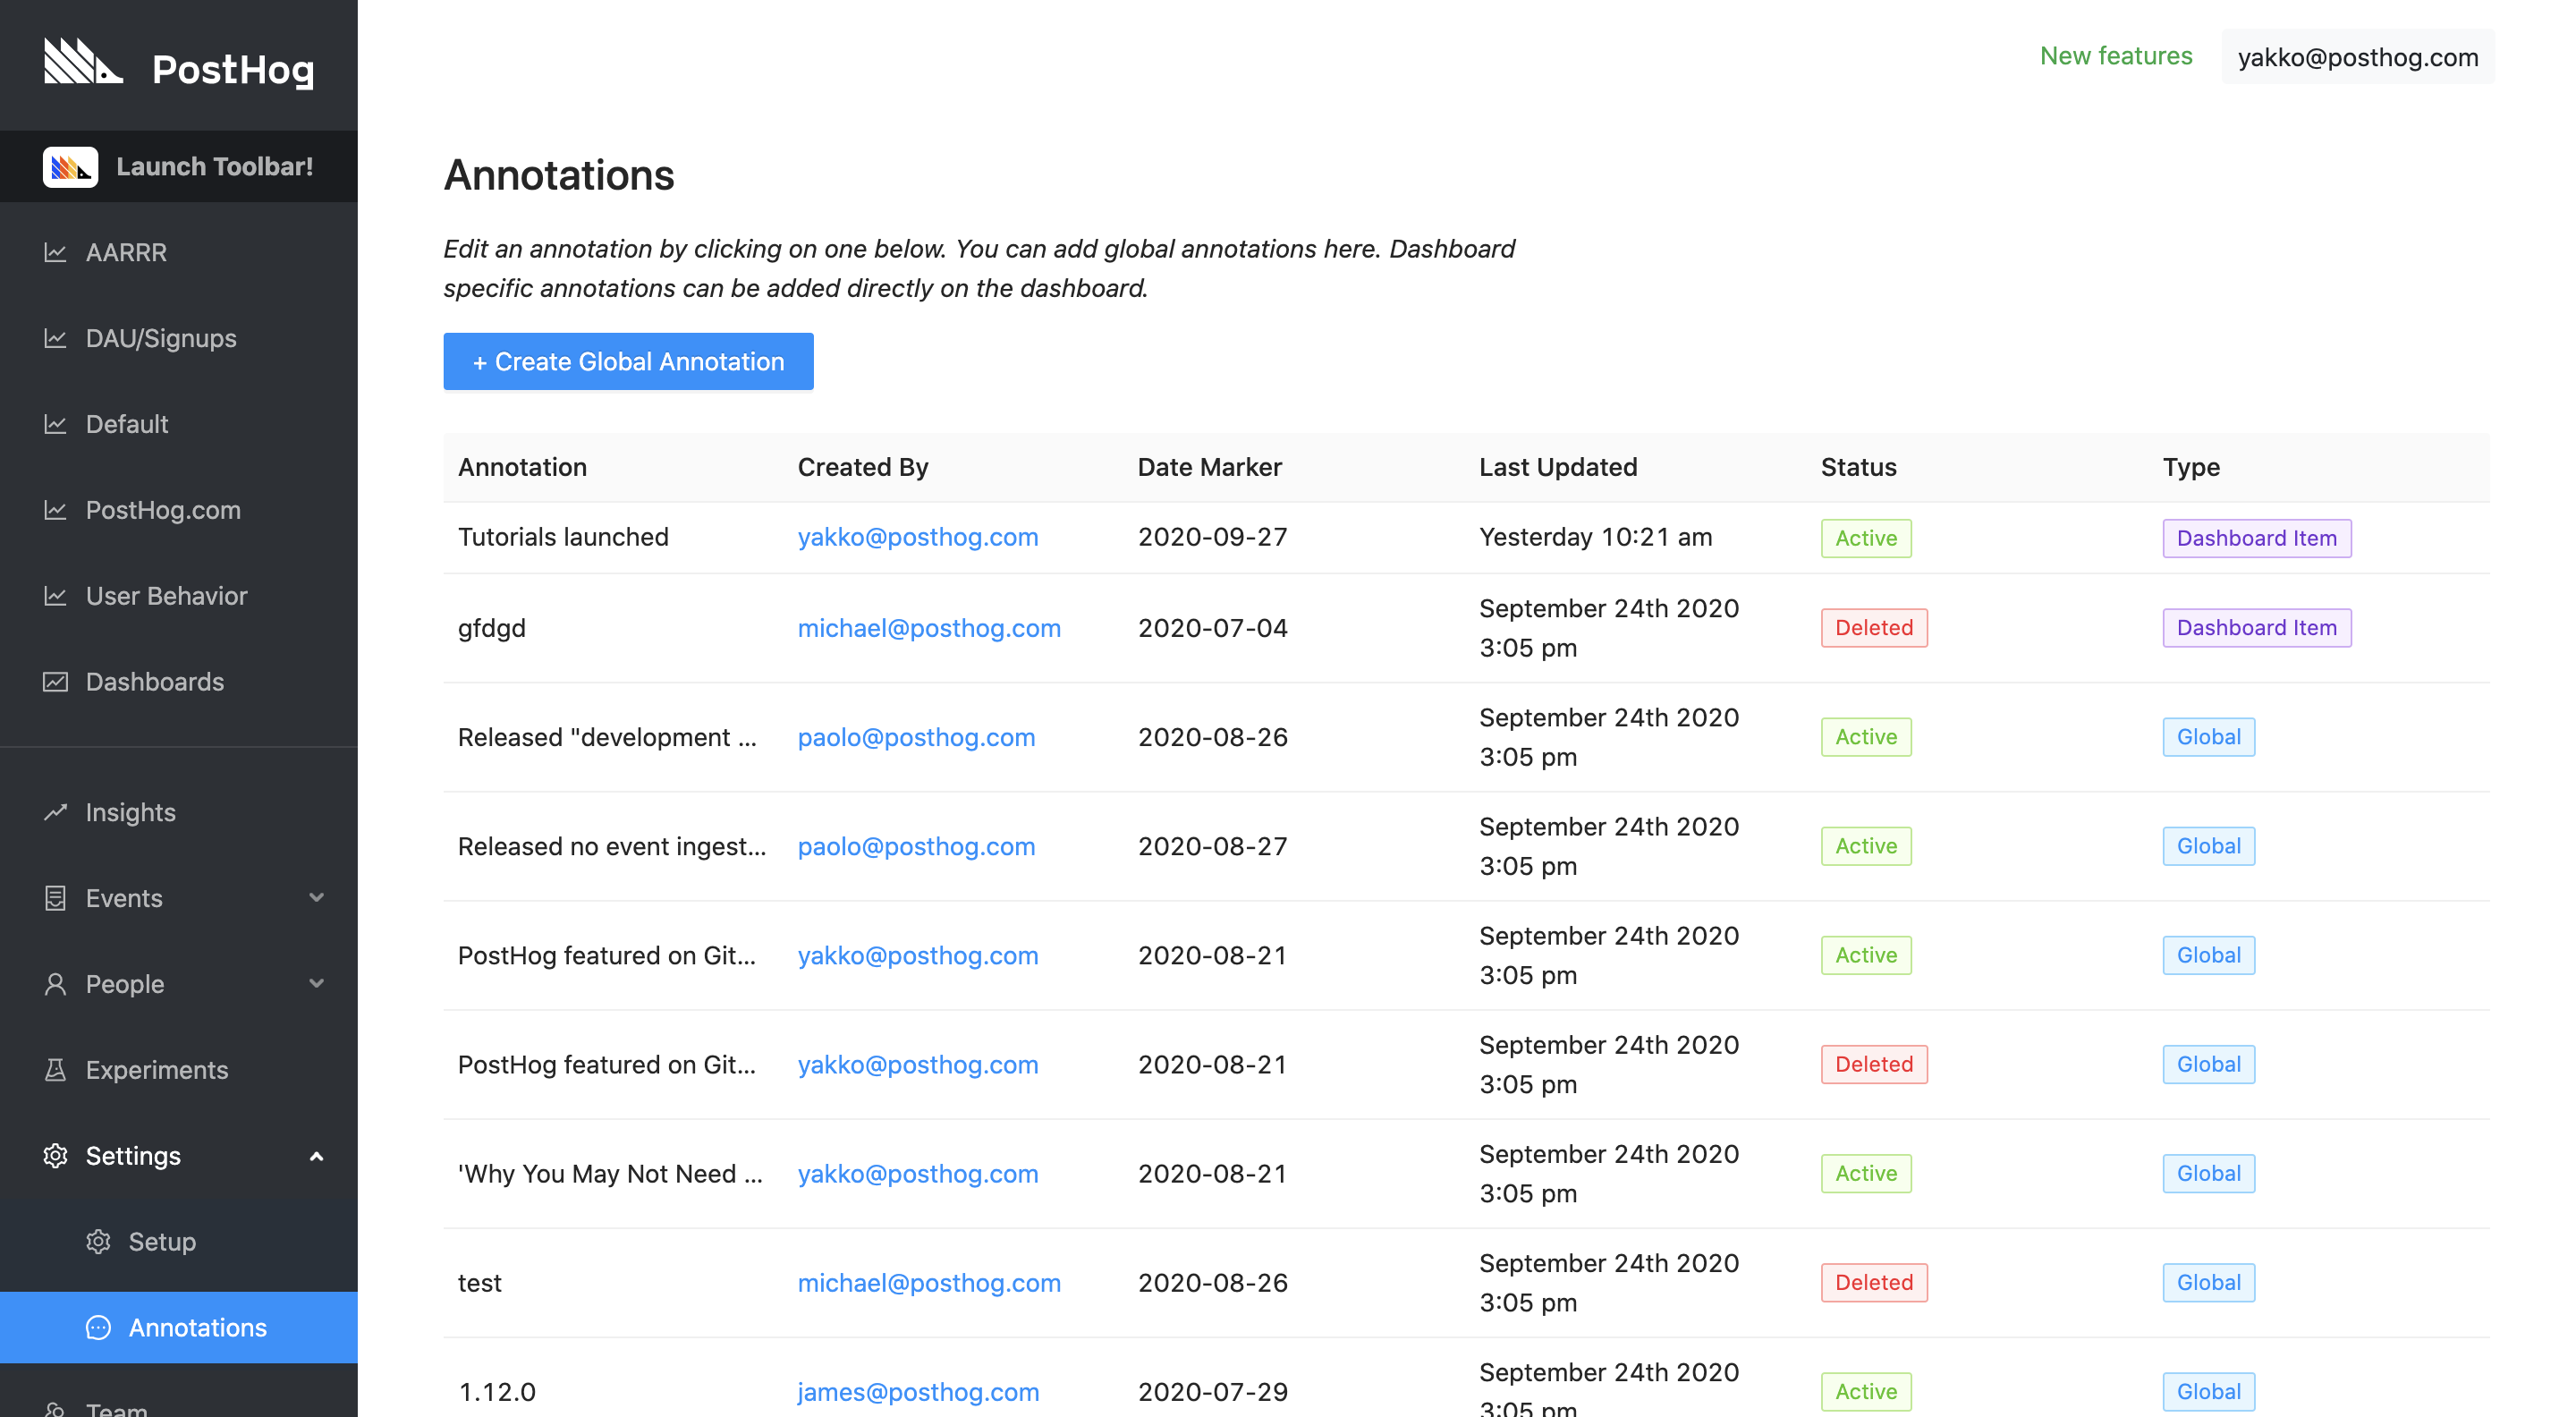 PostHog
Launch Toolbar!
AARRR
DAU/Signups
Default
PostHog.com
User Behavior
Dashboards
Insights
Events
People
Experiments
Settings
Setup
Annotations
Team
New features
yakko@posthog.com
Annotations
Edit an annotation by clicking on one below. You can add global annotations here. Dashboard
specific annotations can be added directly on the dashboard.
+ Create Global Annotation
Annotation Created By Date Marker Last Updated Status Type
Tutorials launched yakko@posthog.com 2020-09-27 Yesterday 10:21 am Active Dashboard Item
gfdgd michael@posthog.com 2020-07-04 September 24th 2020 3:05 pm Deleted Dashboard Item
Released "development ... paolo@posthog.com 2020-08-26 September 24th 2020 3:05 pm Active Global
Released no event ingest... paolo@posthog.com 2020-08-27 September 24th 2020 3:05 pm Active Global
PostHog featured on Git... yakko@posthog.com 2020-08-21 September 24th 2020 3:05 pm Active Global
PostHog featured on Git... yakko@posthog.com 2020-08-21 September 24th 2020 3:05 pm Deleted Global
'Why You May Not Need ... yakko@posthog.com 2020-08-21 September 24th 2020 3:05 pm Active Global
test michael@posthog.com 2020-08-26 September 24th 2020 3:05 pm Deleted Global
1.12.0 james@posthog.com 2020-07-29 September 24th 2020 3:05 pm Active Global